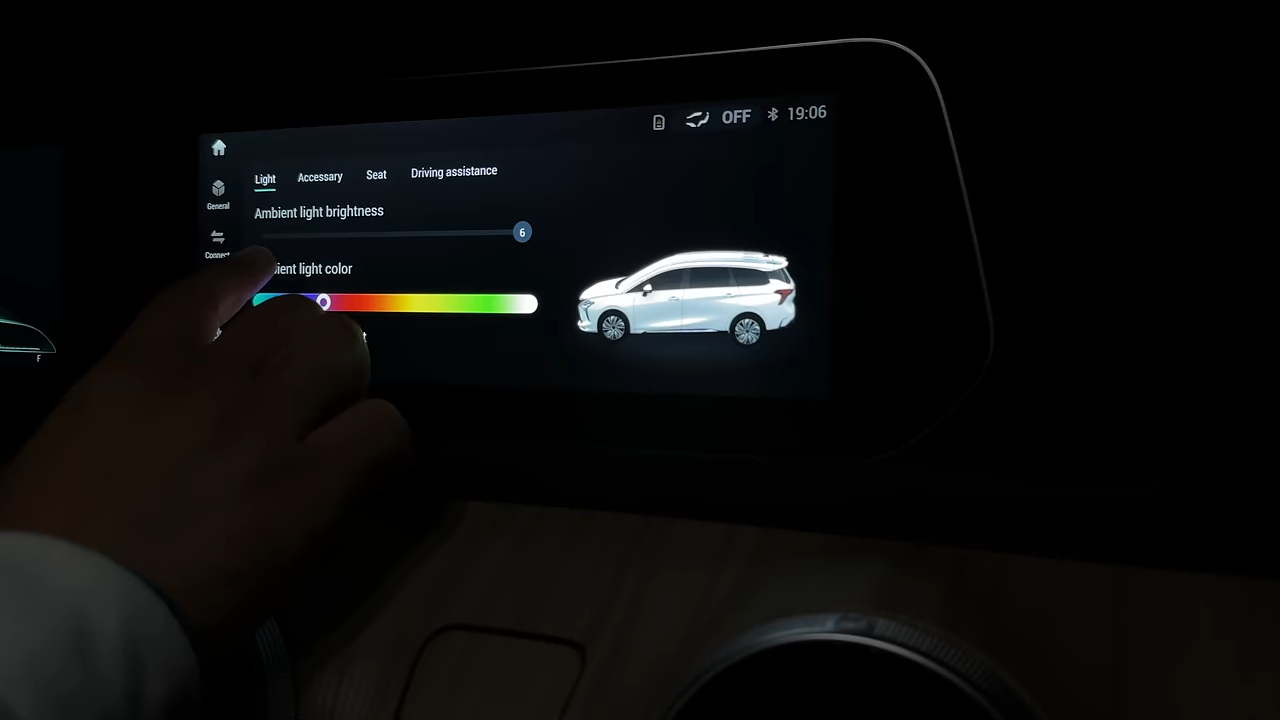 OFF 19:06
Light Accessary Seat Driving assistance
General
Ambient light brightness
6
Connect
ient light color
t
F